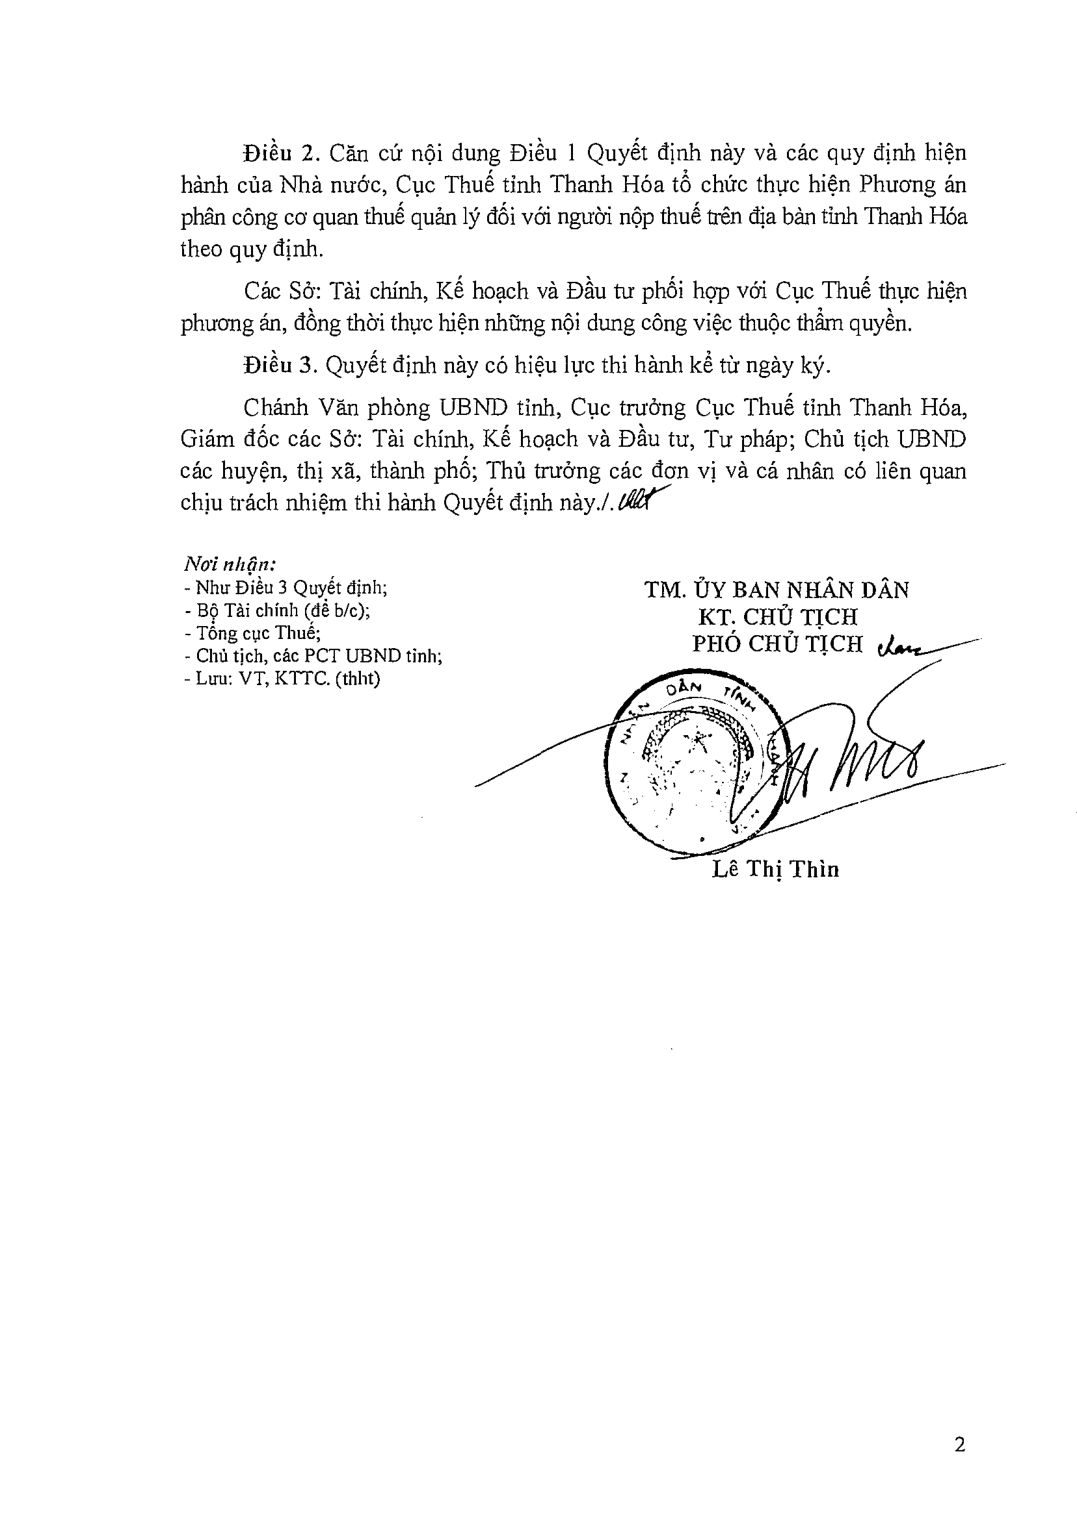 Điều 2. Căn cứ nội dung Điều 1 Quyết định này và các quy định hiện
hành của Nhà nước, Cục Thuế tỉnh Thanh Hóa tổ chức thực hiện Phương án
phân công cơ quan thuế quản lý đối với người nộp thuế trên địa bàn tỉnh Thanh Hóa
theo quy định.
Các Sở: Tài chính, Kế hoạch và Đầu tư phối hợp với Cục Thuế thực hiện
phương án, đồng thời thực hiện những nội dung công việc thuộc thẩm quyền.
Điều 3. Quyết định này có hiệu lực thi hành kể từ ngày ký.
Chánh Văn phòng UBND tỉnh, Cục trưởng Cục Thuế tỉnh Thanh Hóa,
Giám đốc các Sở: Tài chính, Kế hoạch và Đầu tư, Tư pháp; Chủ tịch UBND
các huyện, thị xã, thành phố; Thủ trưởng các đơn vị và cá nhân có liên quan
chịu trách nhiệm thi hành Quyết định này./.
Nơi nhận:
- Như Điều 3 Quyết định;
- Bộ Tài chính (để b/c);
- Tổng cục Thuế;
- Chủ tịch, các PCT UBND tỉnh;
- Lưu: VT, KTTC. (thht)
TM. ỦY BAN NHÂN DÂN
KT. CHỦ TỊCH
PHÓ CHỦ TỊCH
NHÂN DÂN TỈNH
Lê Thị Thìn
2